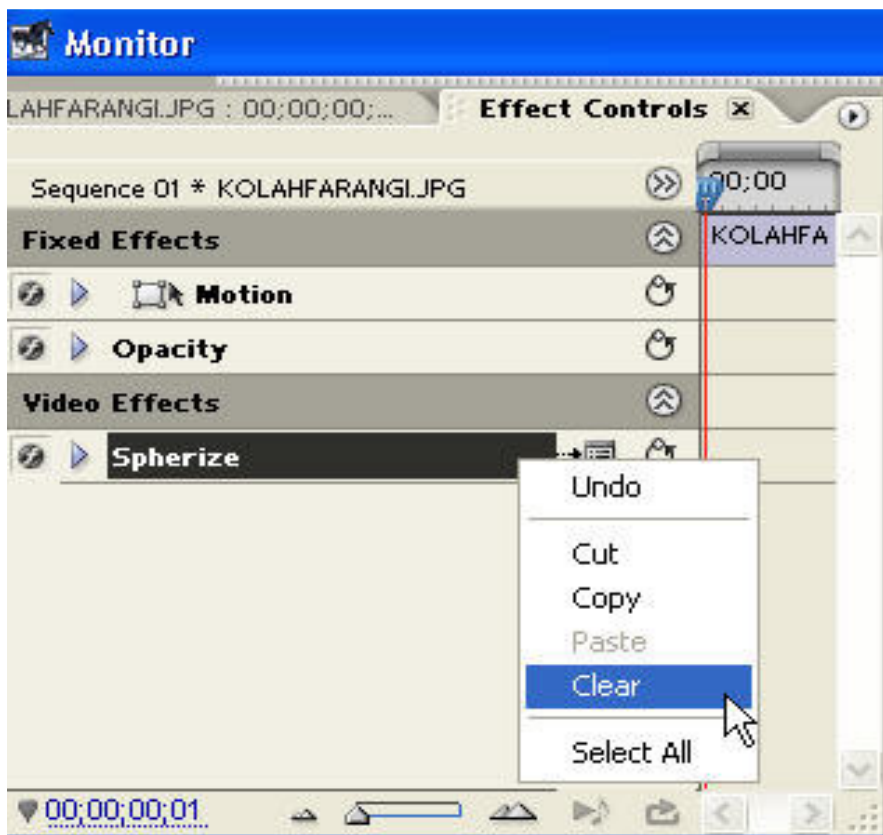 Monitor
LAHFARANGI.JPG : 00;00;00;... Effect Controls
Sequence 01 * KOLAHFARANGI.JPG 00;00
Fixed Effects KOLAHFA
Motion
Opacity
Video Effects
Spherize
Undo
Cut
Copy
Paste
Clear
Select All
00;00;00;01